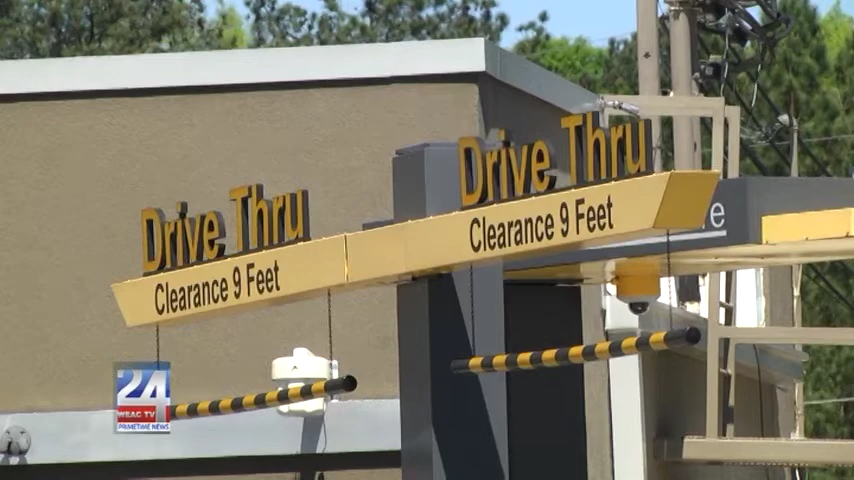 Drive Thru
Clearance 9 Feet
Drive Thru
Clearance 9 Feet
24
WEAC TV
PRIMETIME NEWS